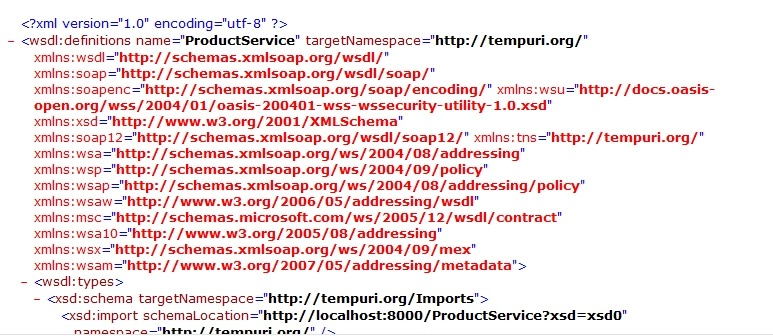 <?xml version="1.0" encoding="utf-8" ?>
- <wsdl:definitions name="ProductService" targetNamespace="http://tempuri.org/"
xmlns:wsdl="http://schemas.xmlsoap.org/wsdl/"
xmlns:soap="http://schemas.xmlsoap.org/wsdl/soap/"
xmlns:soapenc="http://schemas.xmlsoap.org/soap/encoding/" xmlns:wsu="http://docs.oasis-
open.org/wss/2004/01/oasis-200401-wss-wssecurity-utility-1.0.xsd"
xmlns:xsd="http://www.w3.org/2001/XMLSchema"
xmlns:soap12="http://schemas.xmlsoap.org/wsdl/soap12/" xmlns:tns="http://tempuri.org/"
xmlns:wsa="http://schemas.xmlsoap.org/ws/2004/08/addressing"
xmlns:wsp="http://schemas.xmlsoap.org/ws/2004/09/policy"
xmlns:wsap="http://schemas.xmlsoap.org/ws/2004/08/addressing/policy"
xmlns:wsaw="http://www.w3.org/2006/05/addressing/wsdl"
xmlns:msc="http://schemas.microsoft.com/ws/2005/12/wsdl/contract"
xmlns:wsa10="http://www.w3.org/2005/08/addressing"
xmlns:wsx="http://schemas.xmlsoap.org/ws/2004/09/mex"
xmlns:wsam="http://www.w3.org/2007/05/addressing/metadata">
- <wsdl:types>
- <xsd:schema targetNamespace="http://tempuri.org/Imports">
<xsd:import schemaLocation="http://localhost:8000/ProductService?xsd=xsd0"
namespace="http://tempuri.org/" />